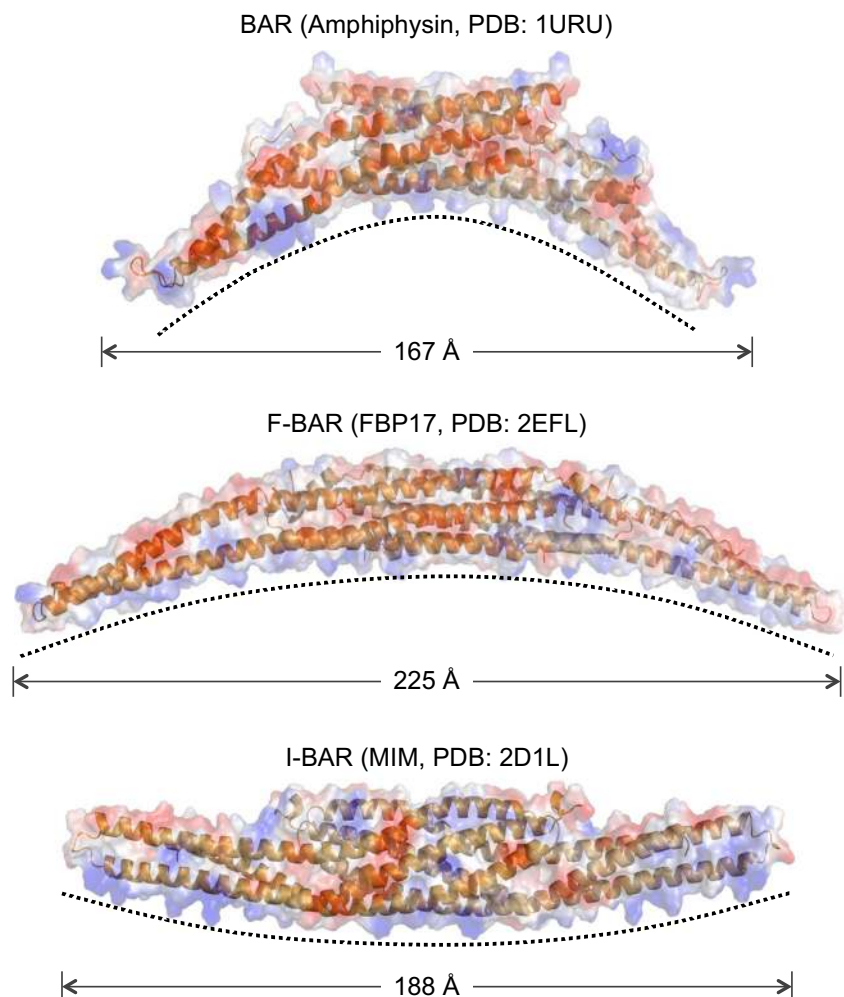 BAR (Amphiphysin, PDB: 1URU)
167 Å
F-BAR (FBP17, PDB: 2EFL)
225 Å
I-BAR (MIM, PDB: 2D1L)
188 Å